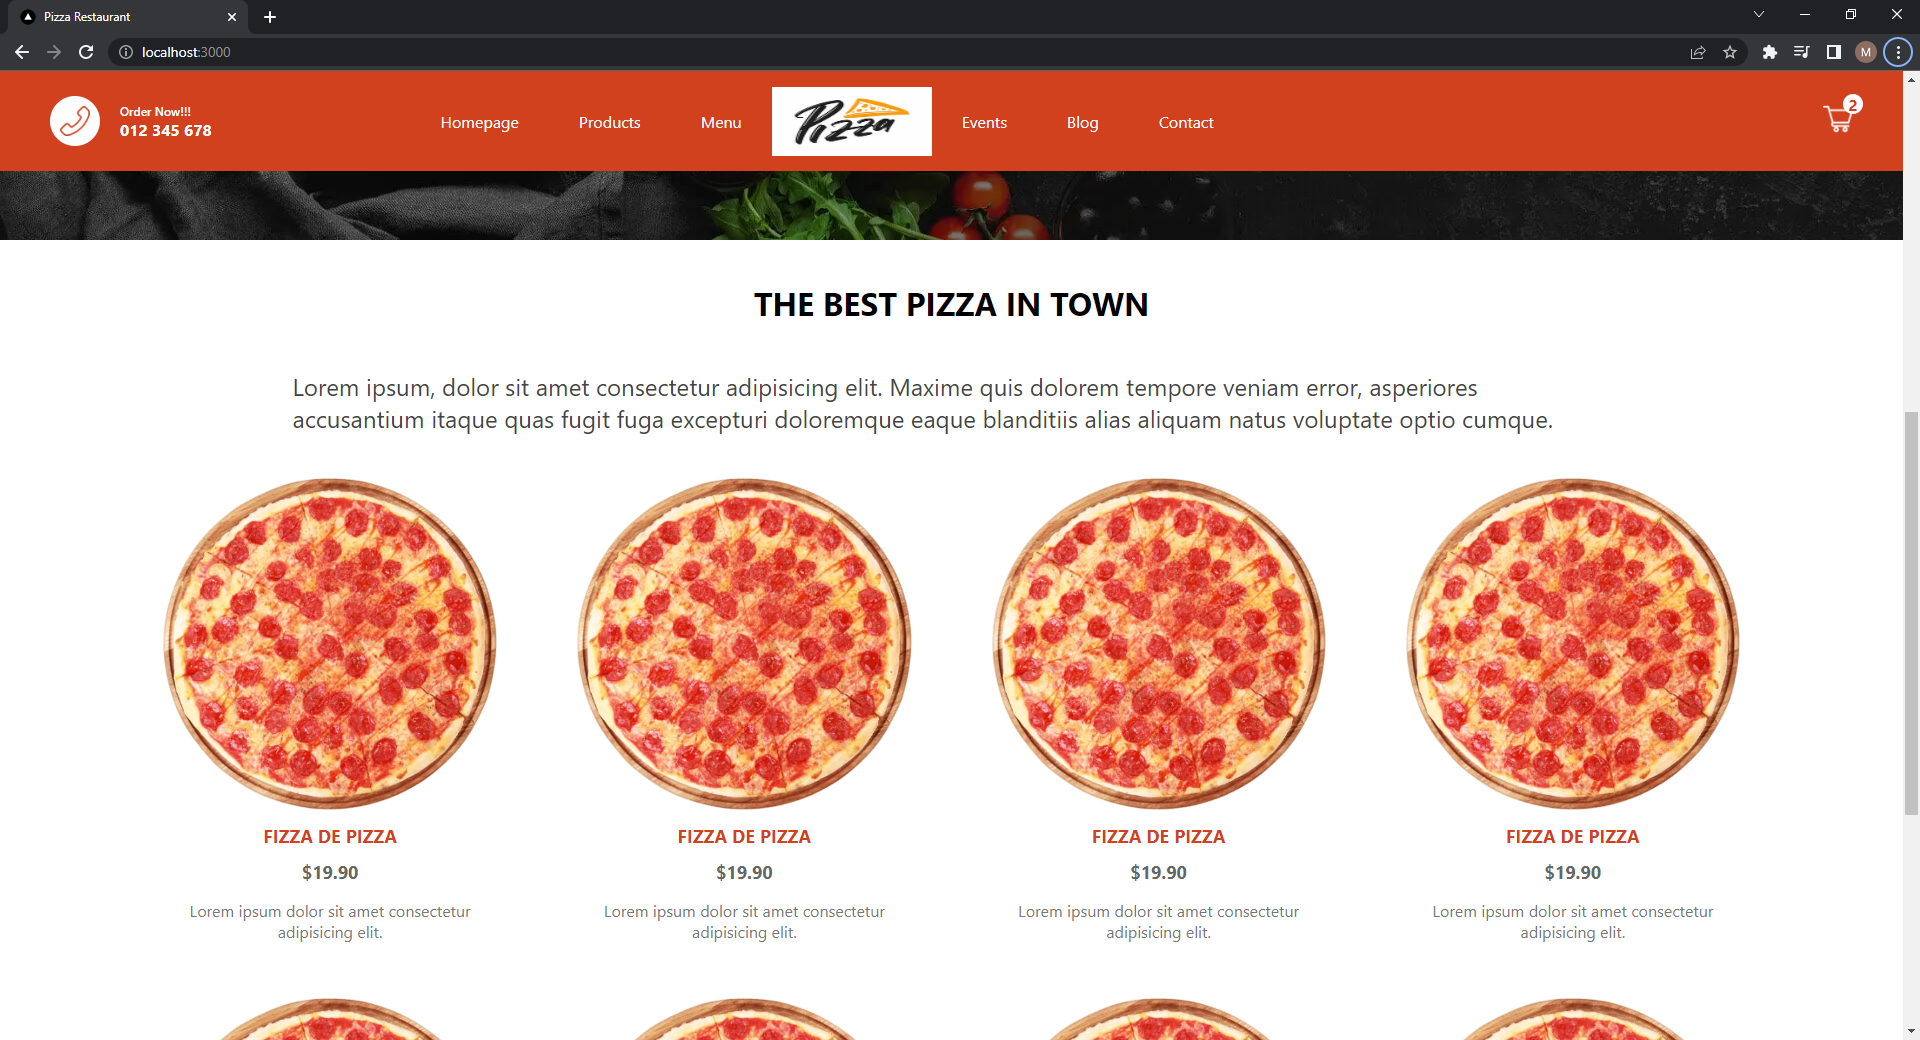 Pizza Restaurant
localhost:3000
M
Order Now!!!
012 345 678
Homepage
Products
Menu
Pizza
Events
Blog
Contact
2
THE BEST PIZZA IN TOWN
Lorem ipsum, dolor sit amet consectetur adipisicing elit. Maxime quis dolorem tempore veniam error, asperiores
accusantium itaque quas fugit fuga excepturi doloremque eaque blanditiis alias aliquam natus voluptate optio cumque.
FIZZA DE PIZZA
$19.90
Lorem ipsum dolor sit amet consectetur
adipisicing elit.
FIZZA DE PIZZA
$19.90
Lorem ipsum dolor sit amet consectetur
adipisicing elit.
FIZZA DE PIZZA
$19.90
Lorem ipsum dolor sit amet consectetur
adipisicing elit.
FIZZA DE PIZZA
$19.90
Lorem ipsum dolor sit amet consectetur
adipisicing elit.